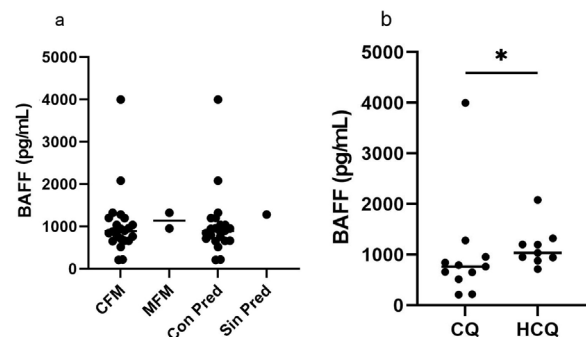 a
BAFF (pg/mL)
5000
4000
3000
2000
1000
0
CFM
MFM
Con Pred
Sin Pred
b
BAFF (pg/mL)
5000
4000
3000
2000
1000
0
*
CQ
HCQ